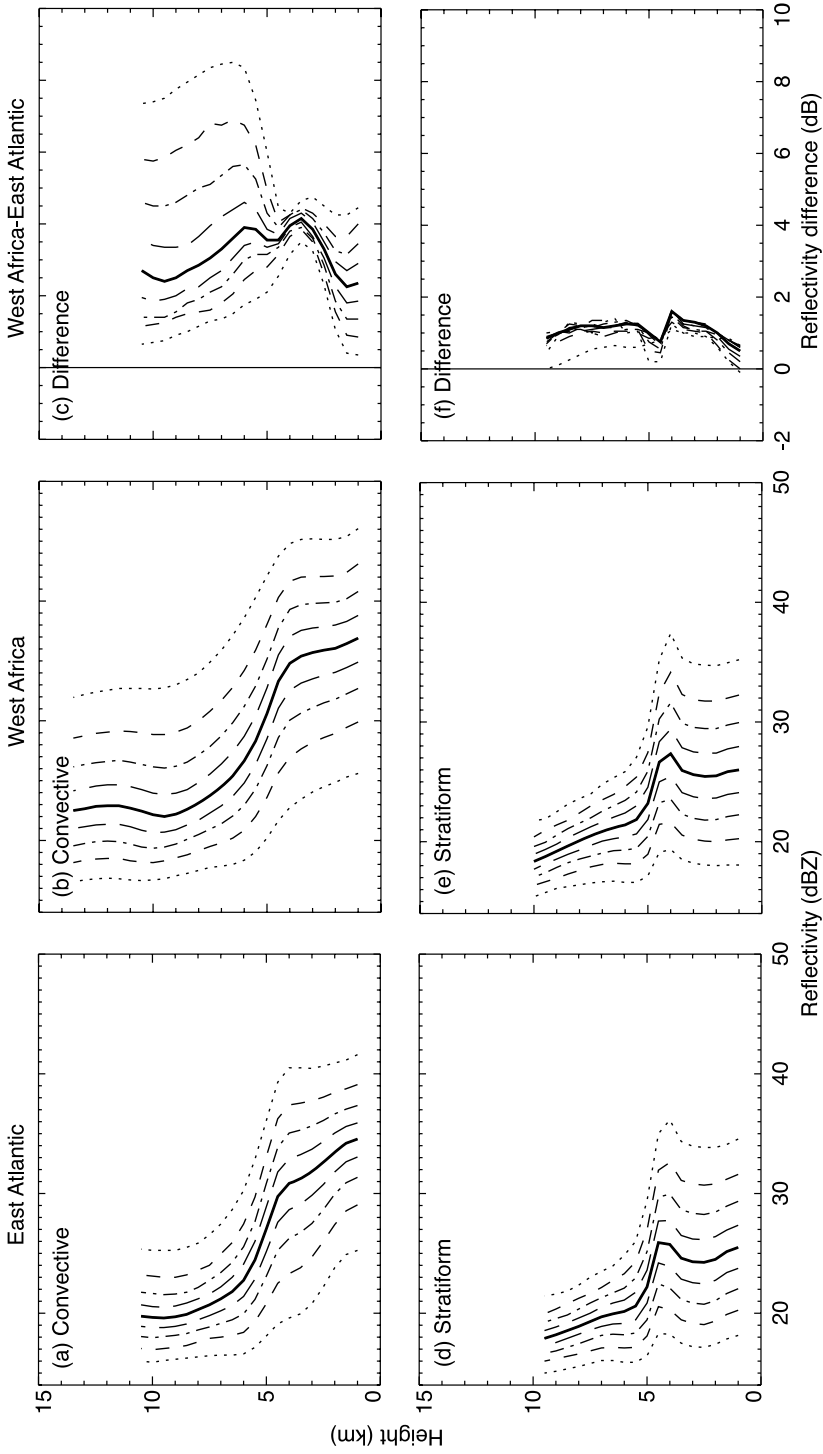 East Atlantic
West Africa
West Africa-East Atlantic
(a) Convective
(b) Convective
(c) Difference
15
10
5
0
(d) Stratiform
(e) Stratiform
(f) Difference
15
10
5
0
Height (km)
20
30
40
50
20
30
40
50
-2
0
2
4
6
8
10
Reflectivity (dBZ)
Reflectivity difference (dB)